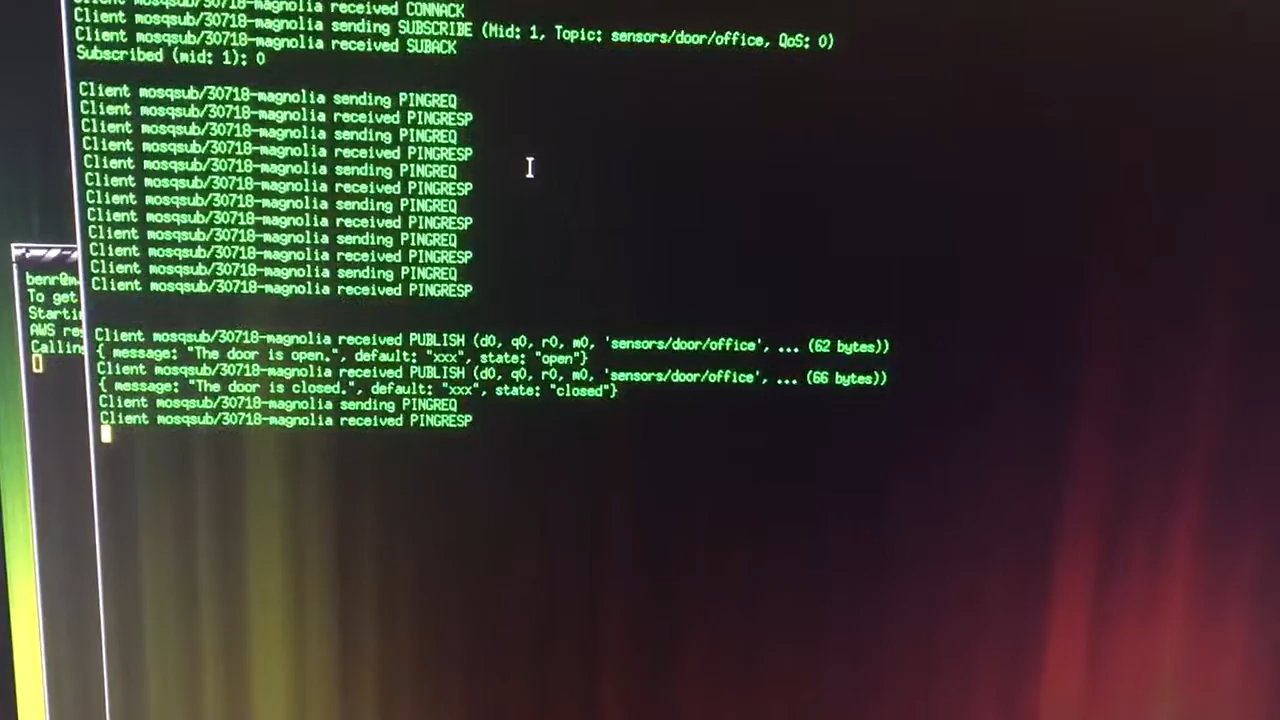 Client mosqsub/30718-magnolia received CONNACK
Client mosqsub/30718-magnolia sending SUBSCRIBE (Mid: 1, Topic: sensors/door/office, QoS: 0)
Client mosqsub/30718-magnolia received SUBACK
Subscribed (mid: 1): 0
Client mosqsub/30718-magnolia sending PINGREQ
Client mosqsub/30718-magnolia received PINGRESP
Client mosqsub/30718-magnolia sending PINGREQ
Client mosqsub/30718-magnolia received PINGRESP
Client mosqsub/30718-magnolia sending PINGREQ
Client mosqsub/30718-magnolia received PINGRESP
Client mosqsub/30718-magnolia sending PINGREQ
Client mosqsub/30718-magnolia received PINGRESP
Client mosqsub/30718-magnolia sending PINGREQ
Client mosqsub/30718-magnolia received PINGRESP
Client mosqsub/30718-magnolia sending PINGREQ
Client mosqsub/30718-magnolia received PINGRESP
Client mosqsub/30718-magnolia received PUBLISH (d0, q0, r0, m0, 'sensors/door/office', ... (62 bytes))
{ message: "The door is open.", default: "xxx", state: "open"}
Client mosqsub/30718-magnolia received PUBLISH (d0, q0, r0, m0, 'sensors/door/office', ... (66 bytes))
{ message: "The door is closed.", default: "xxx", state: "closed"}
Client mosqsub/30718-magnolia sending PINGREQ
Client mosqsub/30718-magnolia received PINGRESP
benr@m
To get
Starti
AWS re
Callin